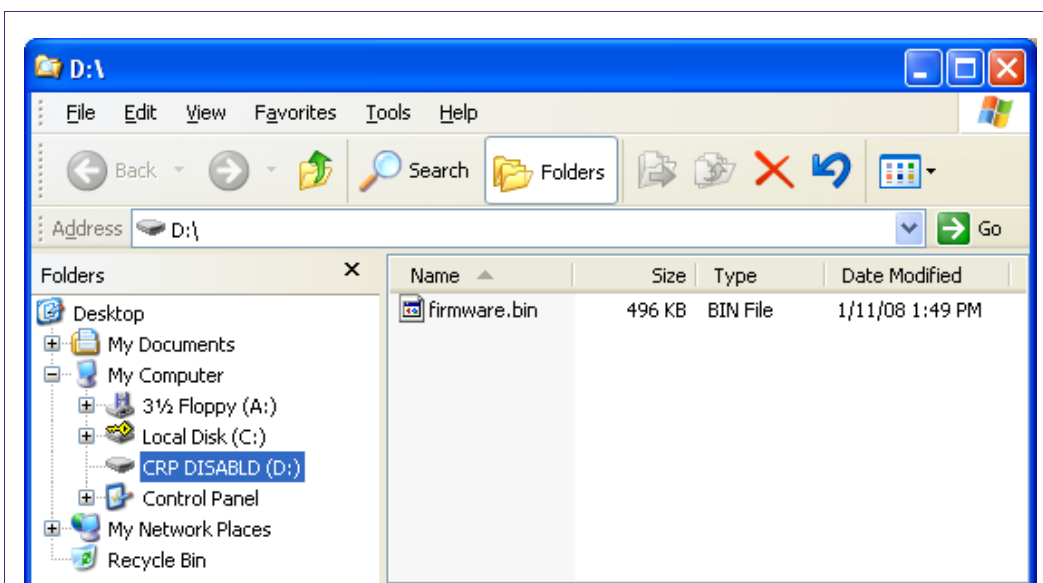 D:\
File Edit View Favorites Tools Help
Back Search Folders
Address D:\ Go
Folders x Name Size Type Date Modified
Desktop firmware.bin 496 KB BIN File 1/11/08 1:49 PM
My Documents
My Computer
3½ Floppy (A:)
Local Disk (C:)
CRP DISABLD (D:)
Control Panel
My Network Places
Recycle Bin